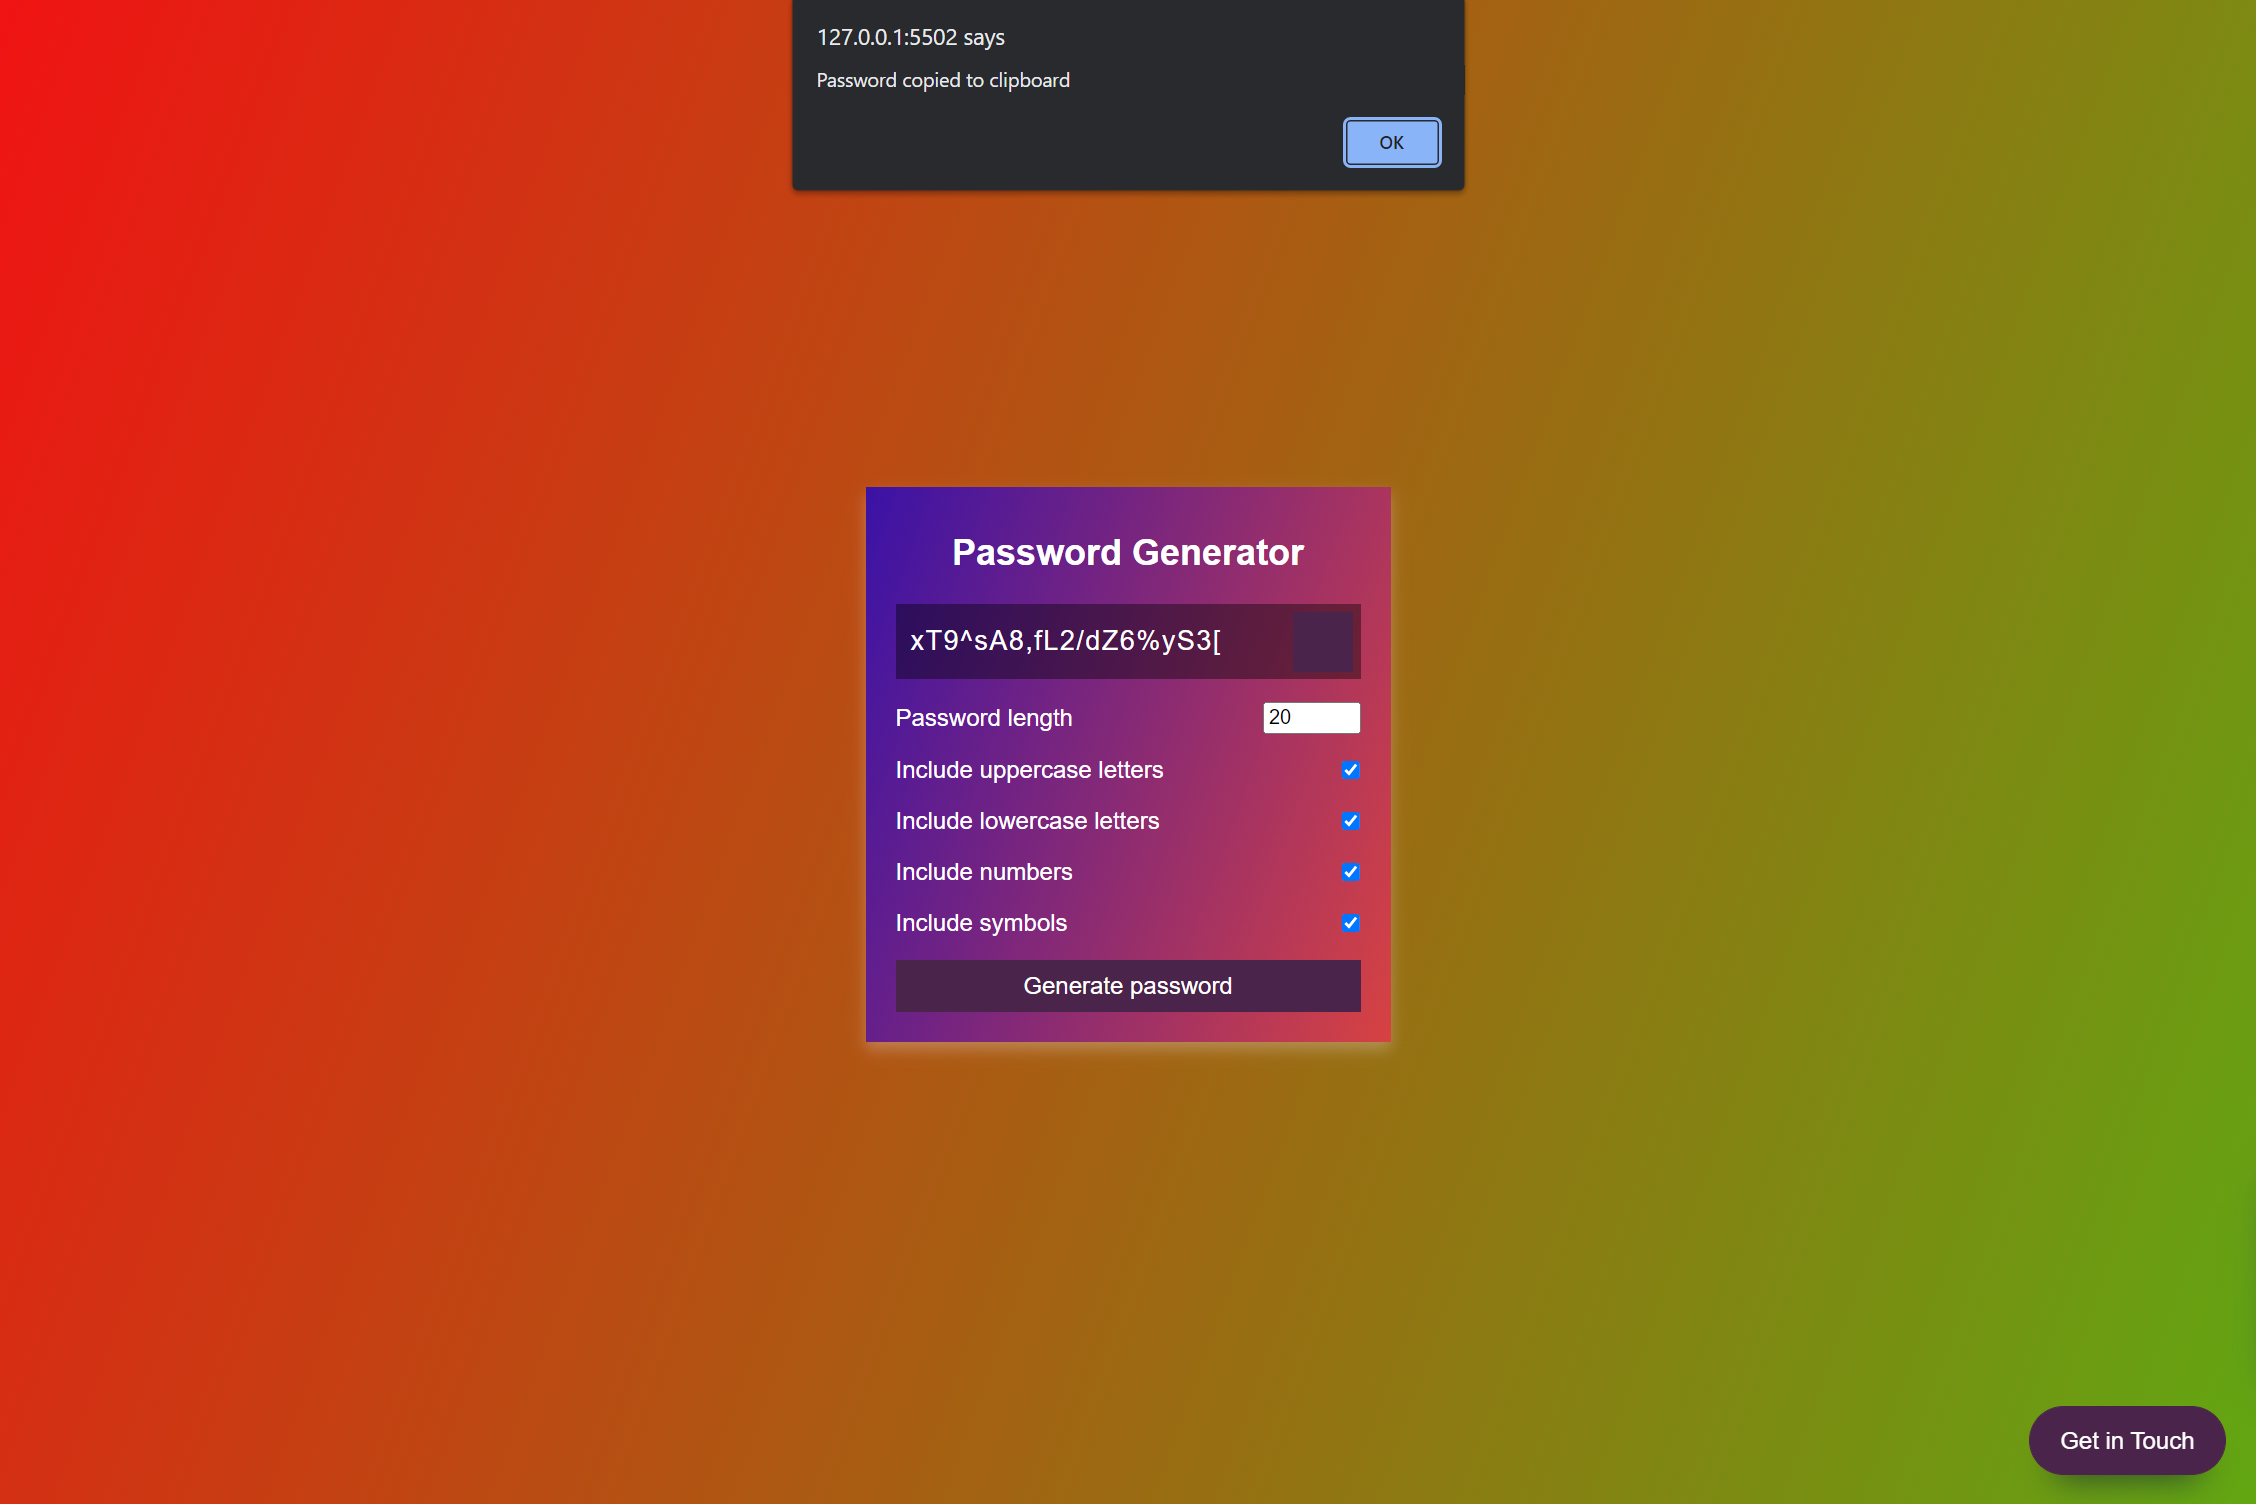 127.0.0.1:5502 says
Password copied to clipboard
OK
Password Generator
xT9^sA8,fL2/dZ6%yS3[
Password length
20
Include uppercase letters
Include lowercase letters
Include numbers
Include symbols
Generate password
Get in Touch